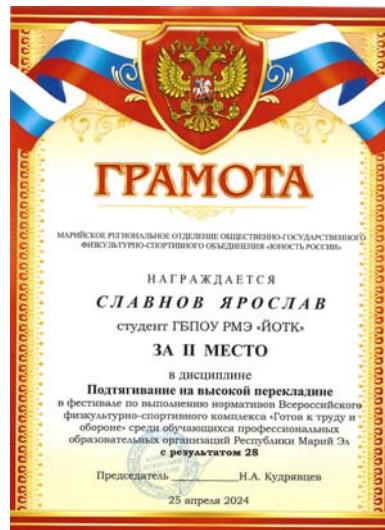 ГРАМОТА
МАРИЙСКОЕ РЕГИОНАЛЬНОЕ ОТДЕЛЕНИЕ ОБЩЕСТВЕННО-ГОСУДАРСТВЕННОГО
ФИЗКУЛЬТУРНО-СПОРТИВНОГО ОБЪЕДИНЕНИЯ «ЮНОСТЬ РОССИИ»
НАГРАЖДАЕТСЯ
СЛАВНОВ ЯРОСЛАВ
студент ГБПОУ РМЭ «ЙОТК»
ЗА II МЕСТО
в дисциплине
Подтягивание на высокой перекладине
в фестивале по выполнению нормативов Всероссийского
физкультурно-спортивного комплекса «Готов к труду и
обороне» среди обучающихся профессиональных
образовательных организаций Республики Марий Эл
с результатом 28
Председатель ____________Н.А. Кудрявцев
25 апреля 2024